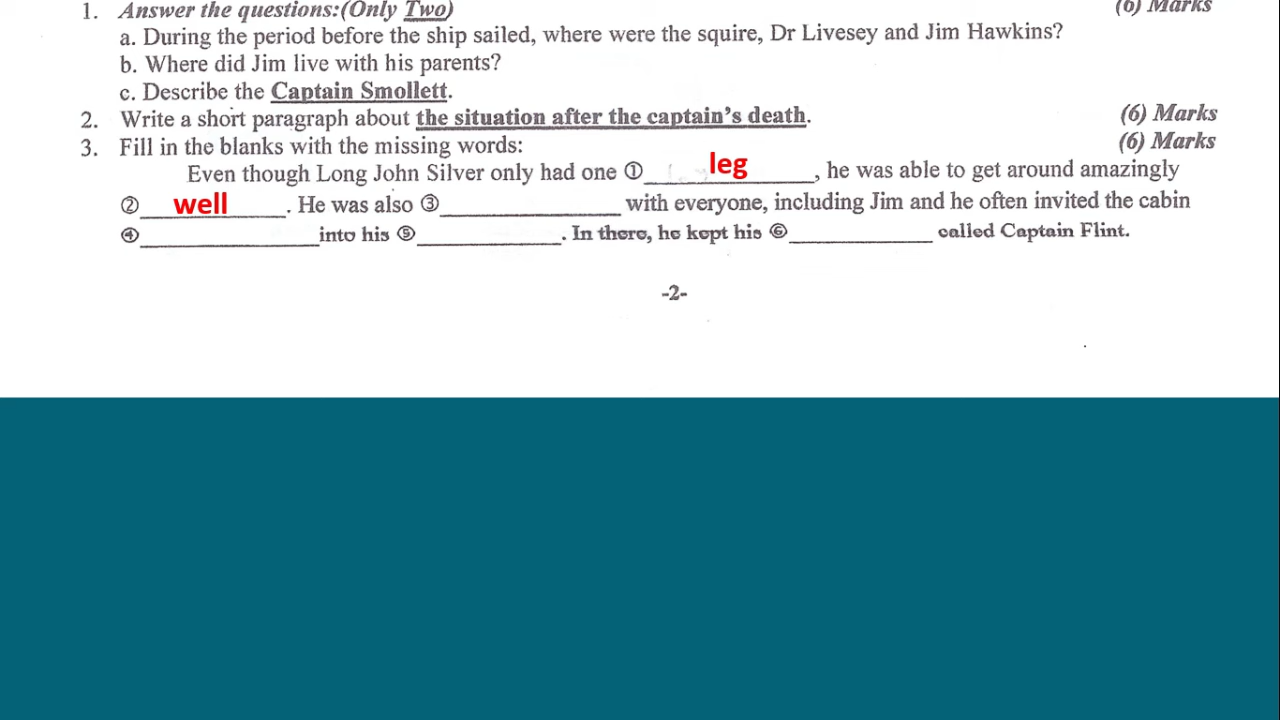 1. Answer the questions:(Only Two) (6) Marks
a. During the period before the ship sailed, where were the squire, Dr Livesey and Jim Hawkins?
b. Where did Jim live with his parents?
c. Describe the Captain Smollett.
2. Write a short paragraph about the situation after the captain's death. (6) Marks
3. Fill in the blanks with the missing words: (6) Marks
Even though Long John Silver only had one ① leg, he was able to get around amazingly
② well. He was also ③____________ with everyone, including Jim and he often invited the cabin
④____________into his ⑤____________. In there, he kept his ⑥____________ called Captain Flint.
-2-